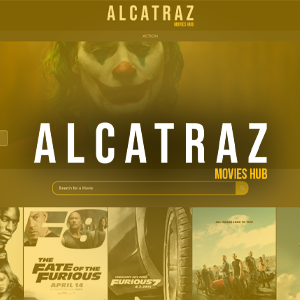 ALCATRAZ
MOVIES HUB
ACTION
ALCATRAZ
MOVIES HUB
Search for a Movie
THE
FATE OF THE
FURIOUS
APRIL 14
FURIOUS 7